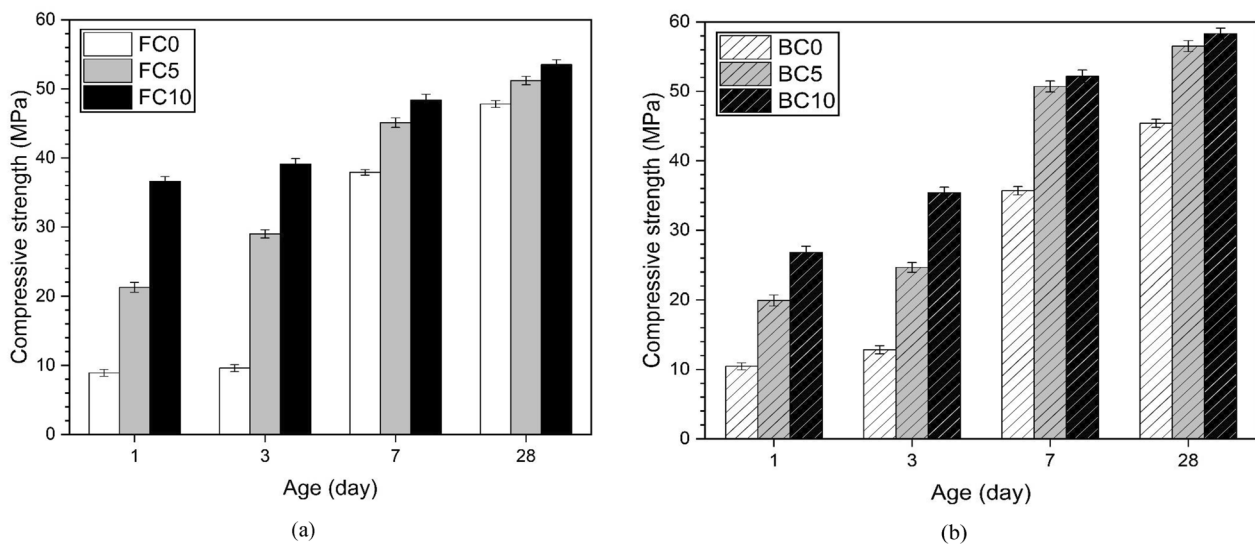 60
50
40
30
20
10
0
Compressive strength (MPa)
FC0
FC5
FC10
1 3 7 28
Age (day)
(a)
60
50
40
30
20
10
0
Compressive strength (MPa)
BC0
BC5
BC10
1 3 7 28
Age (day)
(b)